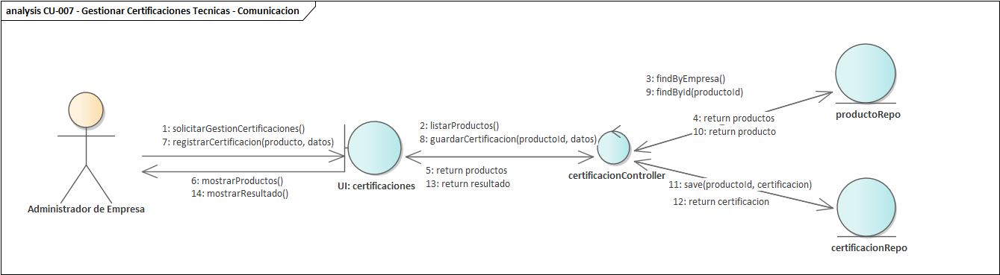 analysis CU-007 - Gestionar Certificaciones Tecnicas - Comunicacion
1: solicitarGestionCertificaciones()
7: registrarCertificacion(producto, datos)
6: mostrarProductos()
14: mostrarResultado()
Administrador de Empresa
UI: certificaciones
2: listarProductos()
8: guardarCertificacion(productoId, datos)
5: return productos
13: return resultado
certificacionController
3: findByEmpresa()
9: findById(productoId)
4: return productos
10: return producto
productoRepo
11: save(productoId, certificacion)
12: return certificacion
certificacionRepo